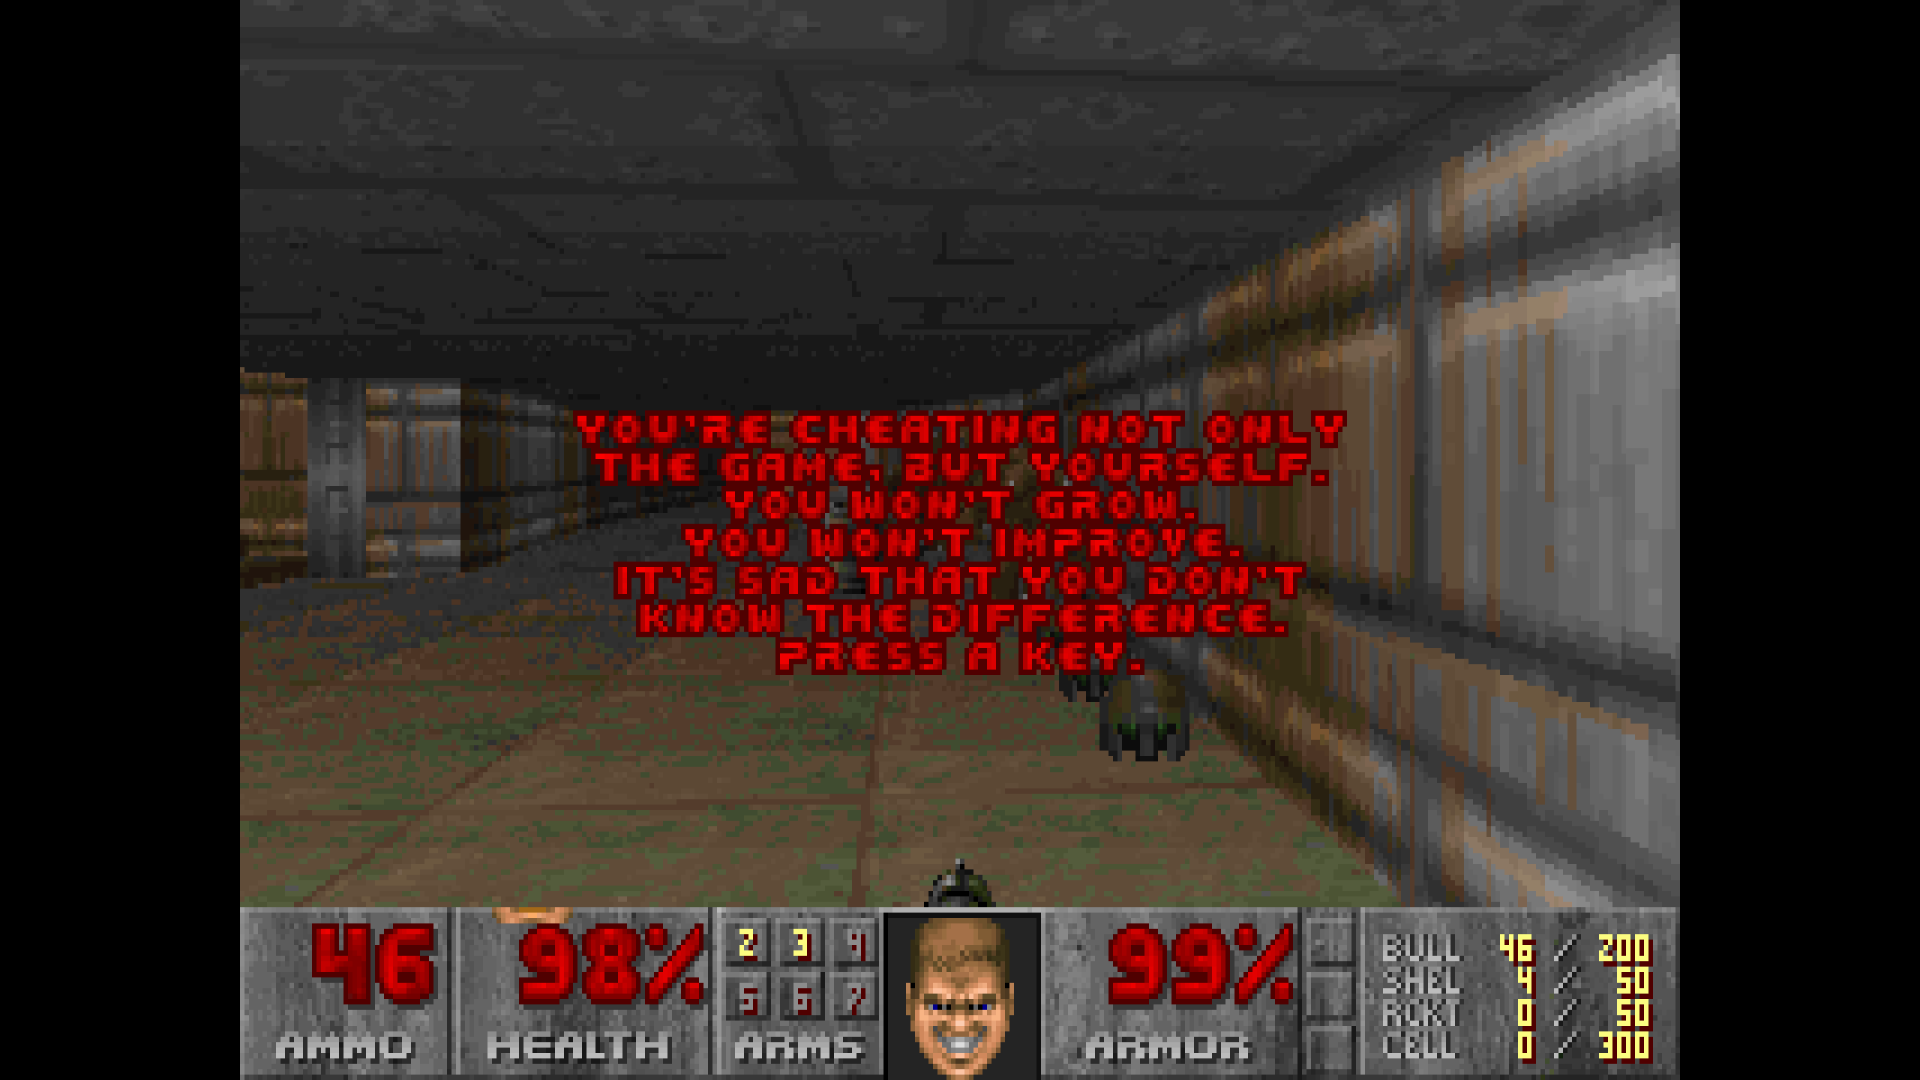 YOU'RE CHEATING NOT ONLY
THE GAME, BUT YOURSELF.
YOU WON'T GROW.
YOU WON'T IMPROVE.
IT'S SAD THAT YOU DON'T
KNOW THE DIFFERENCE.
PRESS A KEY.
46 98% 2 3 4 99% BULL 46 / 200
SHEL 4 / 50
5 6 7 RCKT 0 / 50
AMMO HEALTH ARMS ARMOR CELL 0 / 300